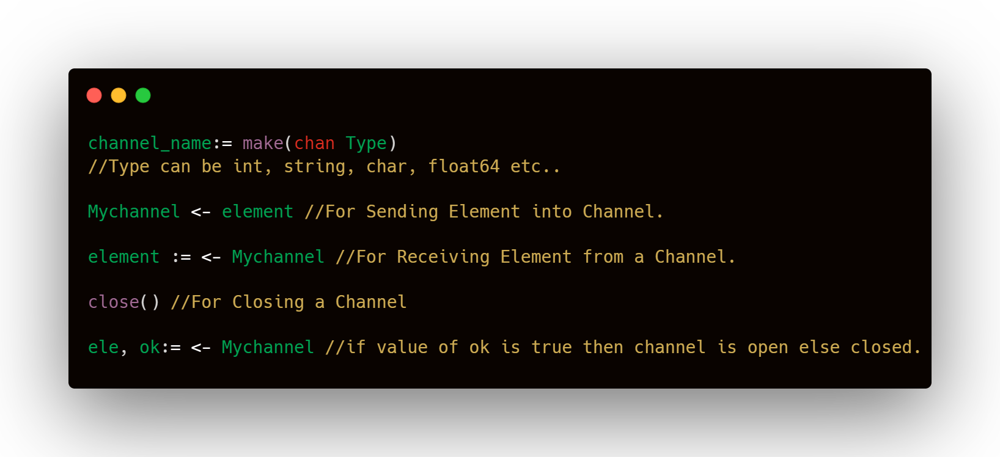 channel_name:= make(chan Type)
//Type can be int, string, char, float64 etc..
Mychannel <- element //For Sending Element into Channel.
element := <- Mychannel //For Receiving Element from a Channel.
close() //For Closing a Channel
ele, ok:= <- Mychannel //if value of ok is true then channel is open else closed.